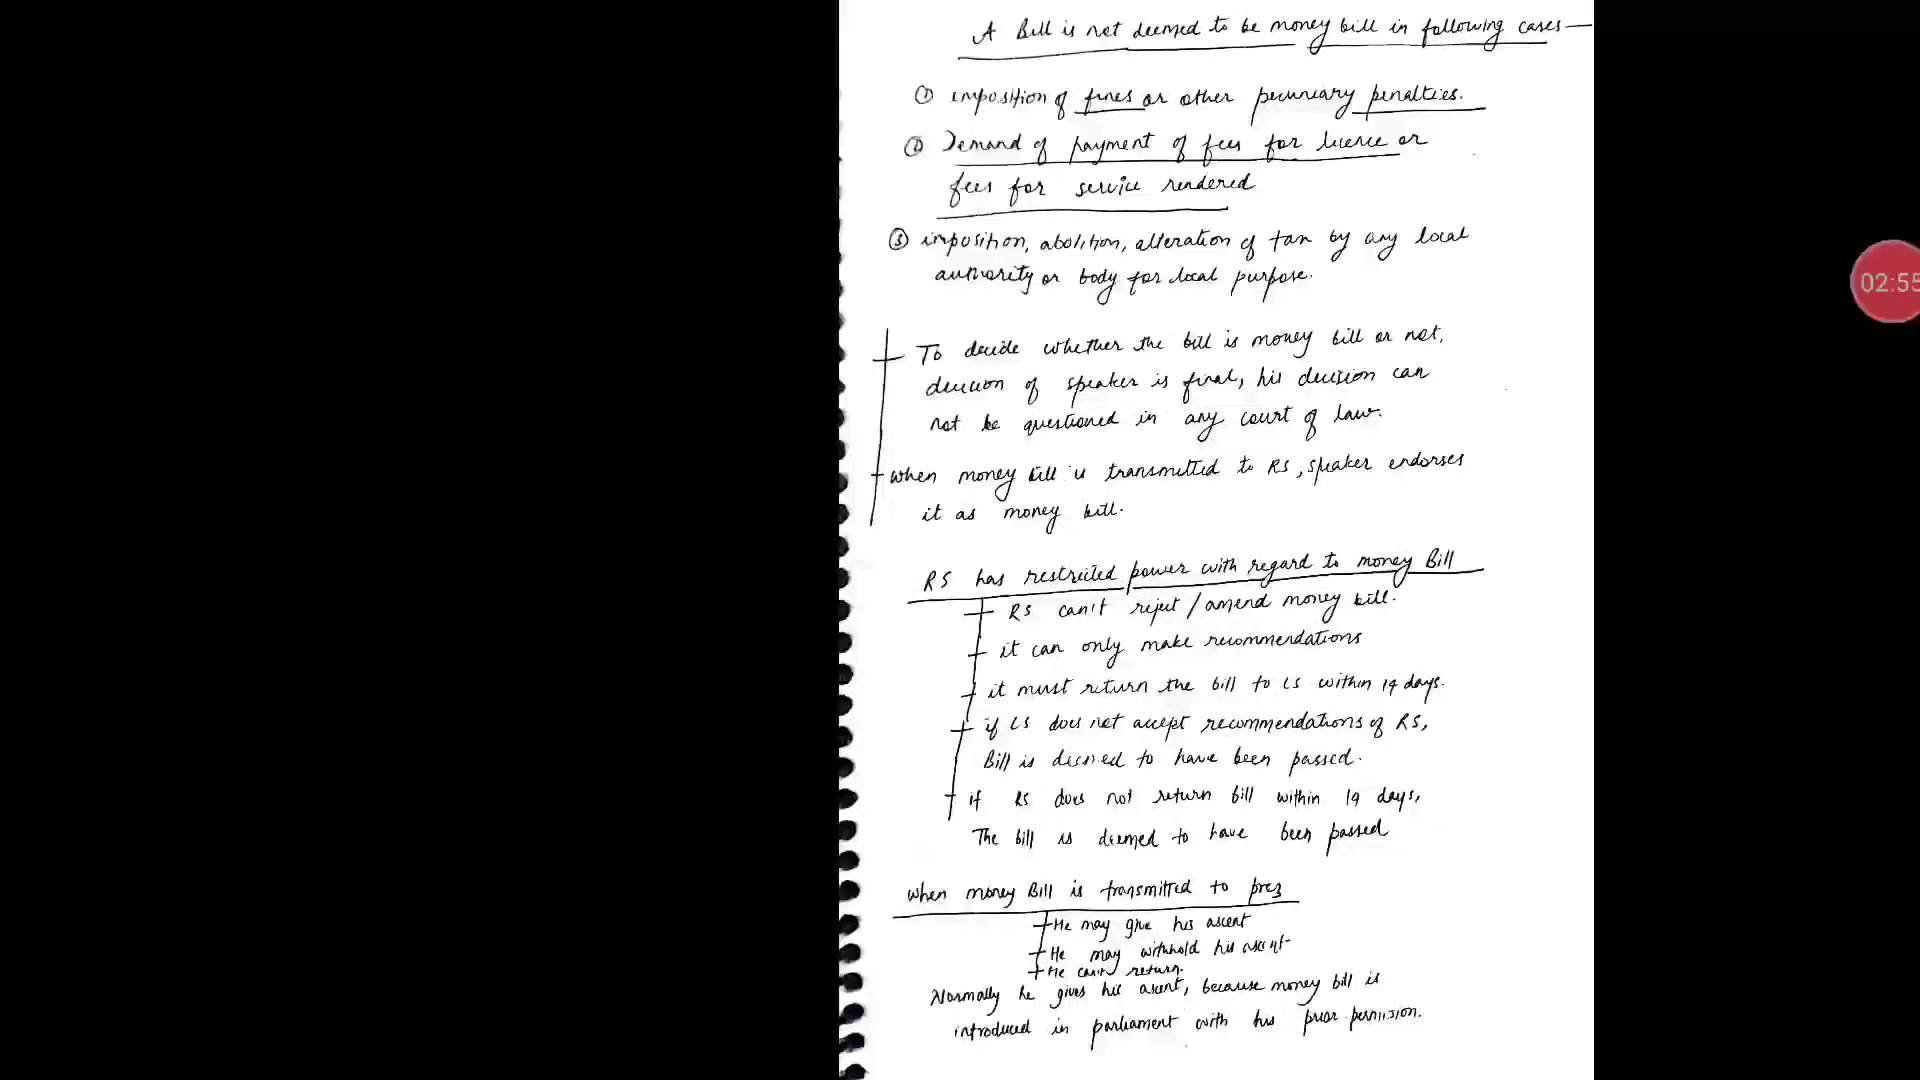 A Bill is not deemed to be money bill in following cases —
① imposition of fines or other pecuniary penalties.
② Demand of payment of fees for licence or
fees for service rendered
③ imposition, abolition, alteration of tax by any local
authority or body for local purpose.
To decide whether the bill is money bill or not,
decision of speaker is final, his decision can
not be questioned in any court of law.
When money bill is transmitted to RS, speaker endorses
it as money bill.
RS has restricted power with regard to money Bill
RS can't reject / amend money bill.
it can only make recommendations
it must return the bill to LS within 14 days.
if LS does not accept recommendations of RS,
Bill is deemed to have been passed.
if RS does not return bill within 14 days,
The bill is deemed to have been passed
When money Bill is transmitted to prez
He may give his ascent
He may withhold his ascent
He can't return.
Normally he gives his ascent, because money bill is
introduced in parliament with his prior permission.
02:55